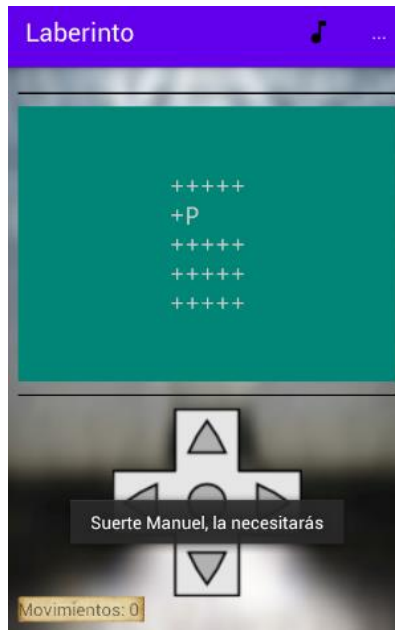 Laberinto ...
+++++
+P
+++++
+++++
+++++
Suerte Manuel, la necesitarás
Movimientos: 0